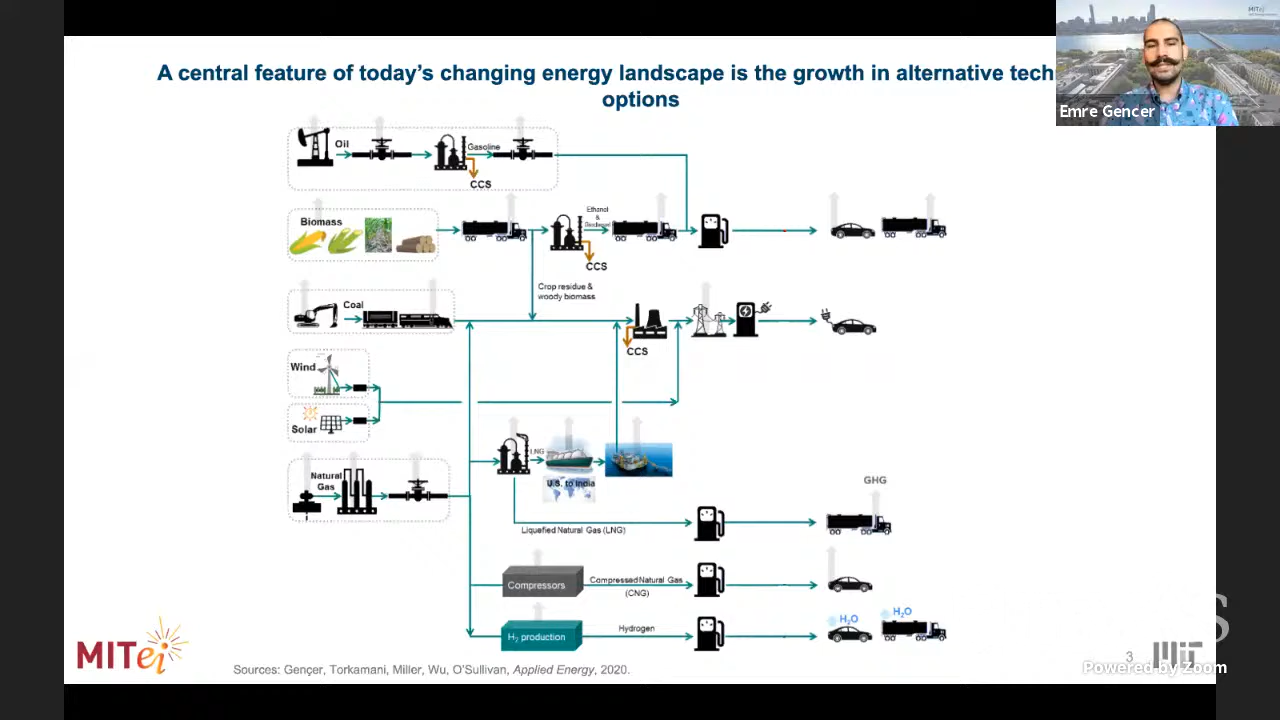 A central feature of today's changing energy landscape is the growth in alternative tech
options
MITei
Emre Gencer
Oil
Gasoline
CCS
Biomass
Ethanol
&
Biodiesel
CCS
Crop residue &
woody biomass
Coal
CCS
Wind
Solar
LNG
U.S. to India
Natural
Gas
GHG
Liquefied Natural Gas (LNG)
Compressors
Compressed Natural Gas
(CNG)
H₂ production
Hydrogen
H₂O
H₂O
MITei
Sources: Gençer, Torkamani, Miller, Wu, O'Sullivan, Applied Energy, 2020.
3
MIT
Powered by Zoom